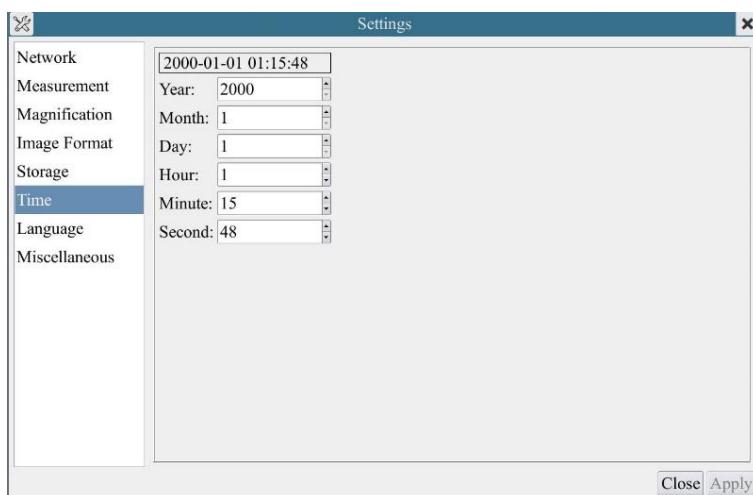 Settings
Network
Measurement
Magnification
Image Format
Storage
Time
Language
Miscellaneous
2000-01-01 01:15:48
Year: 2000
Month: 1
Day: 1
Hour: 1
Minute: 15
Second: 48
Close Apply